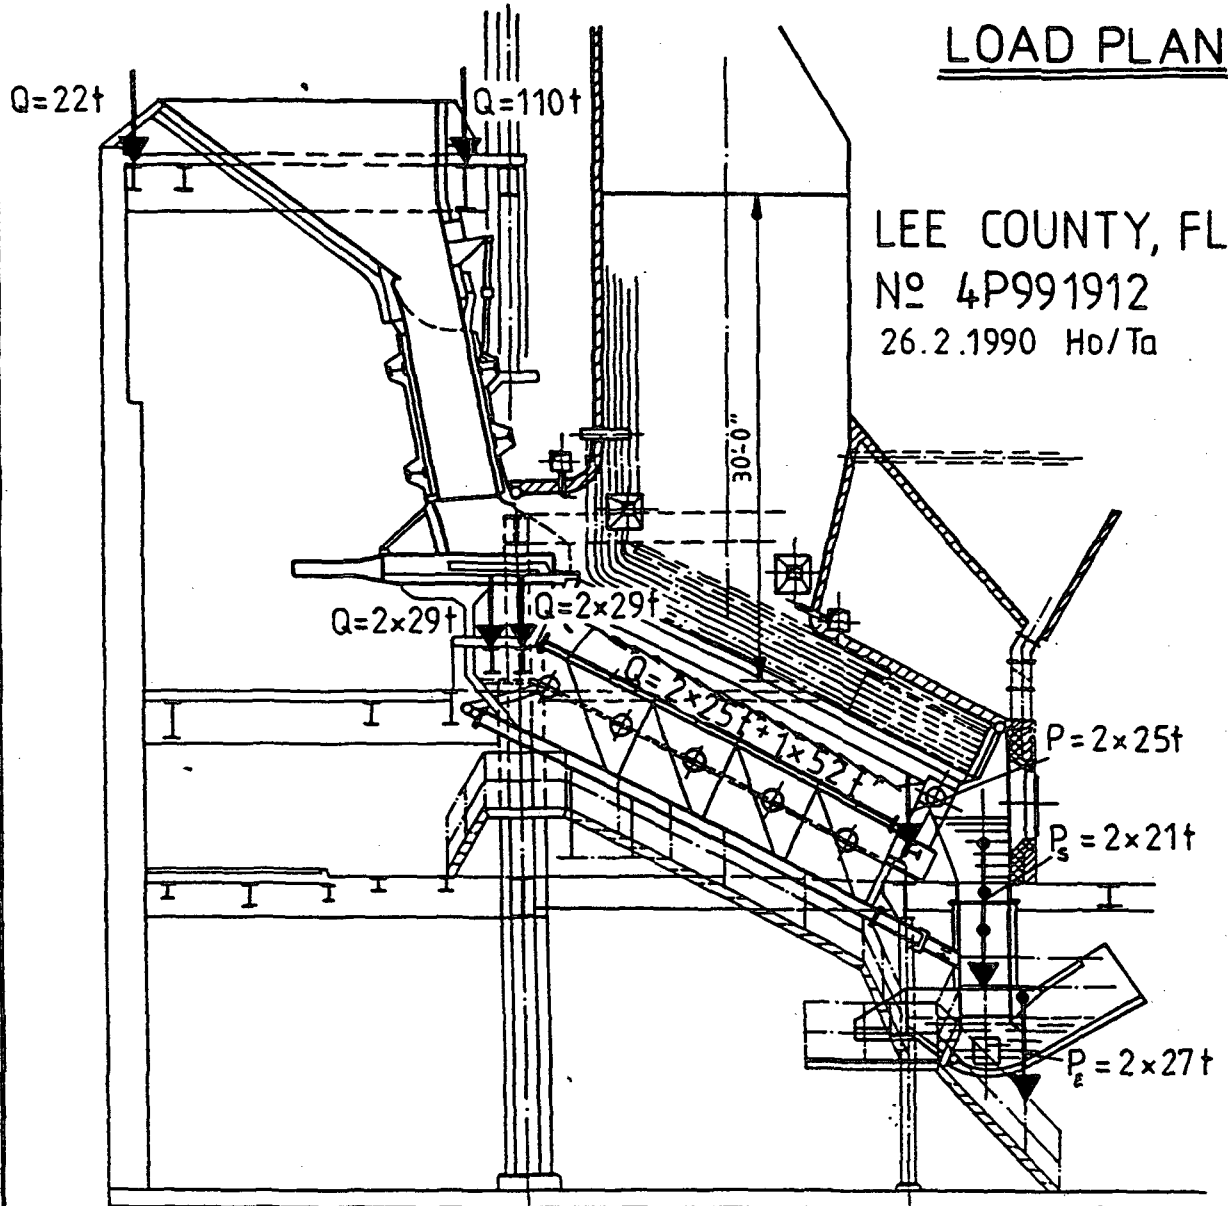 LOAD PLAN
Q=22t
Q=110t
LEE COUNTY, FL
Nº 4P991912
26.2.1990 Ho/Ta
30'-0"
Q=2×29t
Q=2×29t
Q=2×25t+1×52t
P=2×25t
Ps=2×21t
PE=2×27t